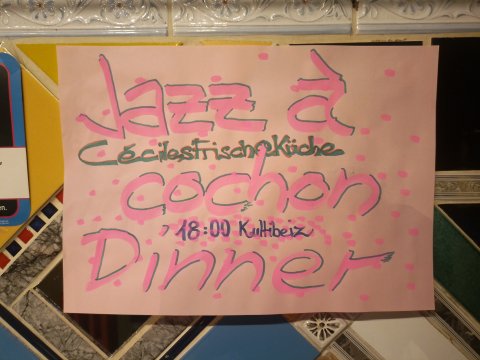 Jazz à
CécilesfrischeKüche
cochon
, 18:00 Kultbeiz
Dinner